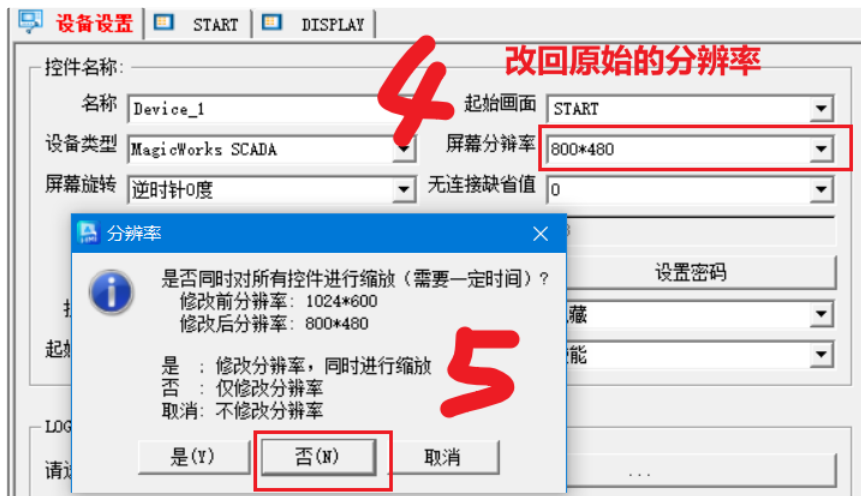 设备设置 START DISPLAY
4 改回原始的分辨率
控件名称:
名称 Device_1 起始画面 START
设备类型 MagicWorks SCADA 屏幕分辨率 800*480
屏幕旋转 逆时针0度 无连接缺省值 0
分辨率
是否同时对所有控件进行缩放（需要一定时间）?
修改前分辨率: 1024*600
修改后分辨率: 800*480
设置密码
藏
起始
能
是 : 修改分辨率，同时进行缩放
否 : 仅修改分辨率
取消: 不修改分辨率
5
LOG
是(Y) 否(N) 取消
请
...